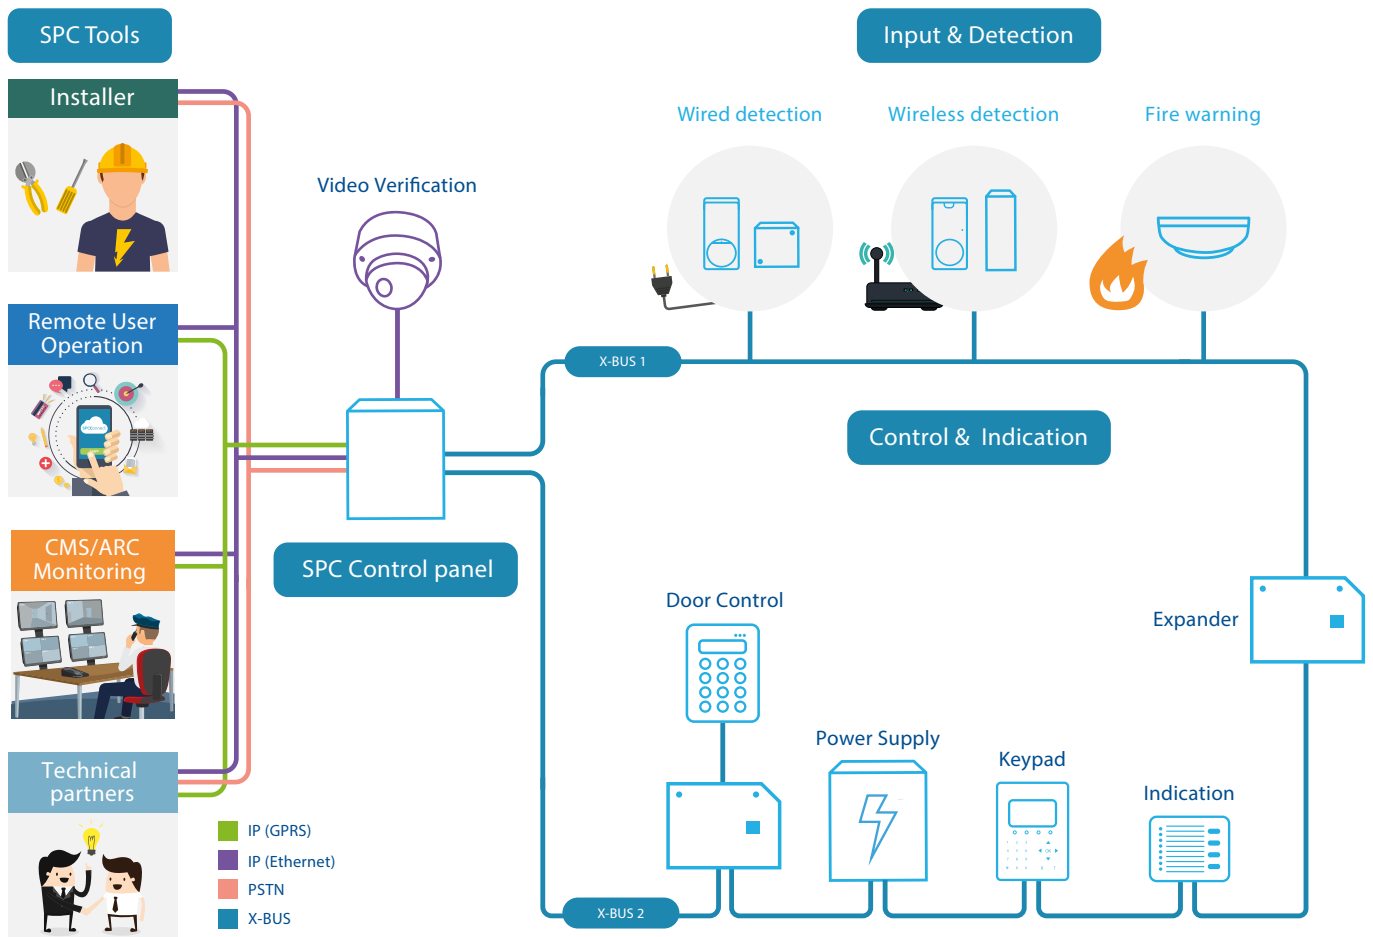 SPC Tools
Input & Detection
Installer
Wired detection
Wireless detection
Fire warning
Video Verification
Remote User
Operation
X-BUS 1
Control & Indication
CMS/ARC
Monitoring
SPC Control panel
Door Control
Expander
Power Supply
Keypad
Indication
Technical
partners
IP (GPRS)
IP (Ethernet)
PSTN
X-BUS
X-BUS 2